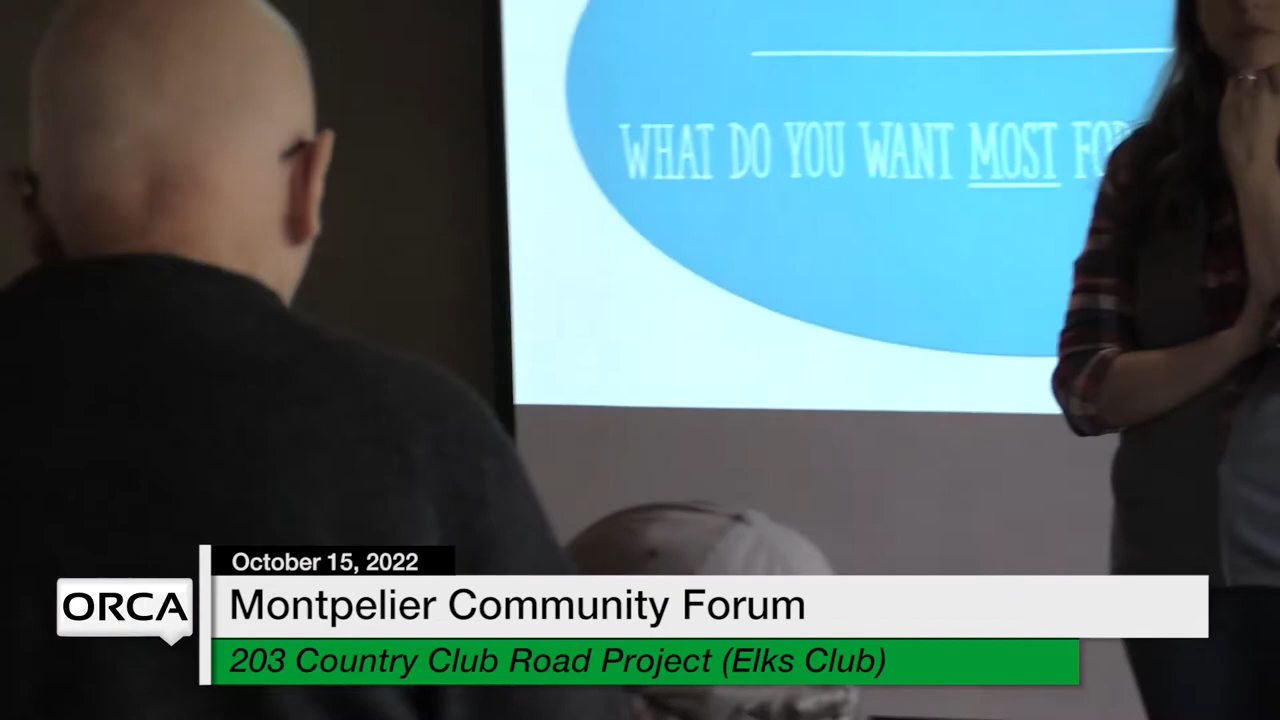 WHAT DO YOU WANT MOST
October 15, 2022
ORCA
Montpelier Community Forum
203 Country Club Road Project (Elks Club)